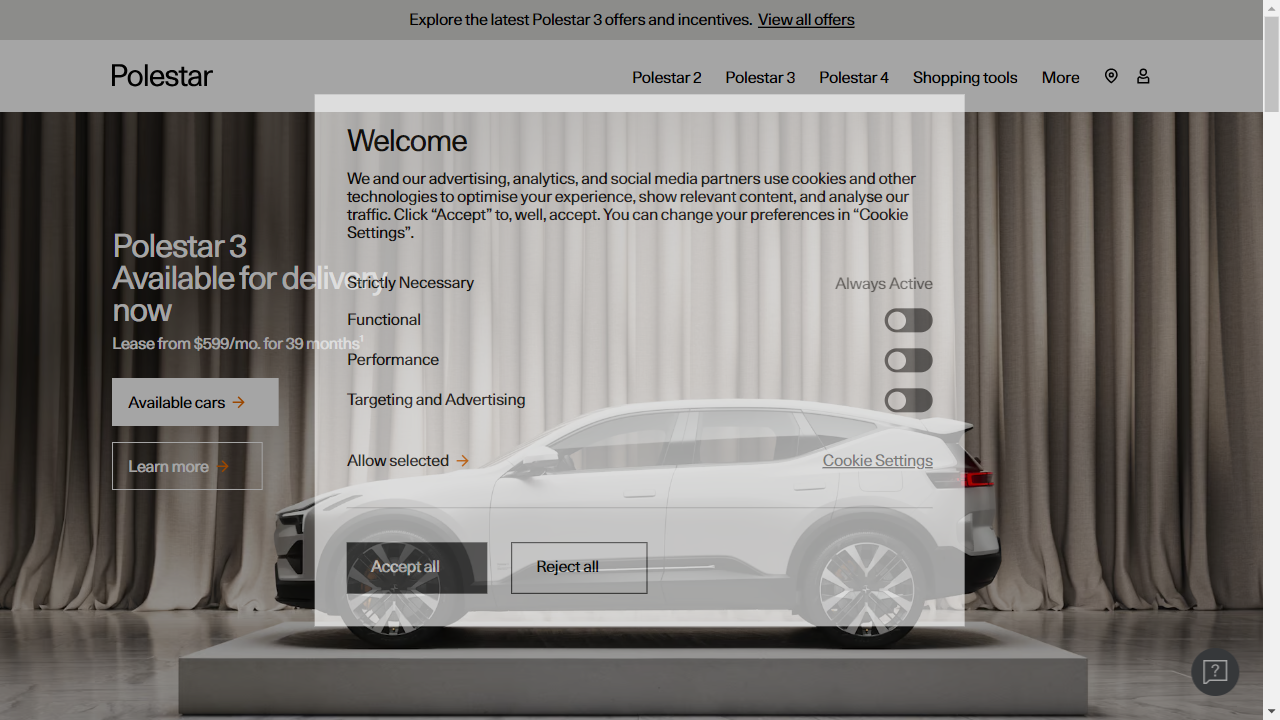 Explore the latest Polestar 3 offers and incentives. View all offers
Polestar
Polestar 2 Polestar 3 Polestar 4 Shopping tools More
Welcome
We and our advertising, analytics, and social media partners use cookies and other
technologies to optimise your experience, show relevant content, and analyse our
traffic. Click “Accept” to, well, accept. You can change your preferences in “Cookie
Settings”.
Polestar 3
Available for delivery
now
Lease from $599/mo. for 39 months¹
Available cars
Learn more
Strictly Necessary Always Active
Functional
Performance
Targeting and Advertising
Allow selected Cookie Settings
Accept all Reject all